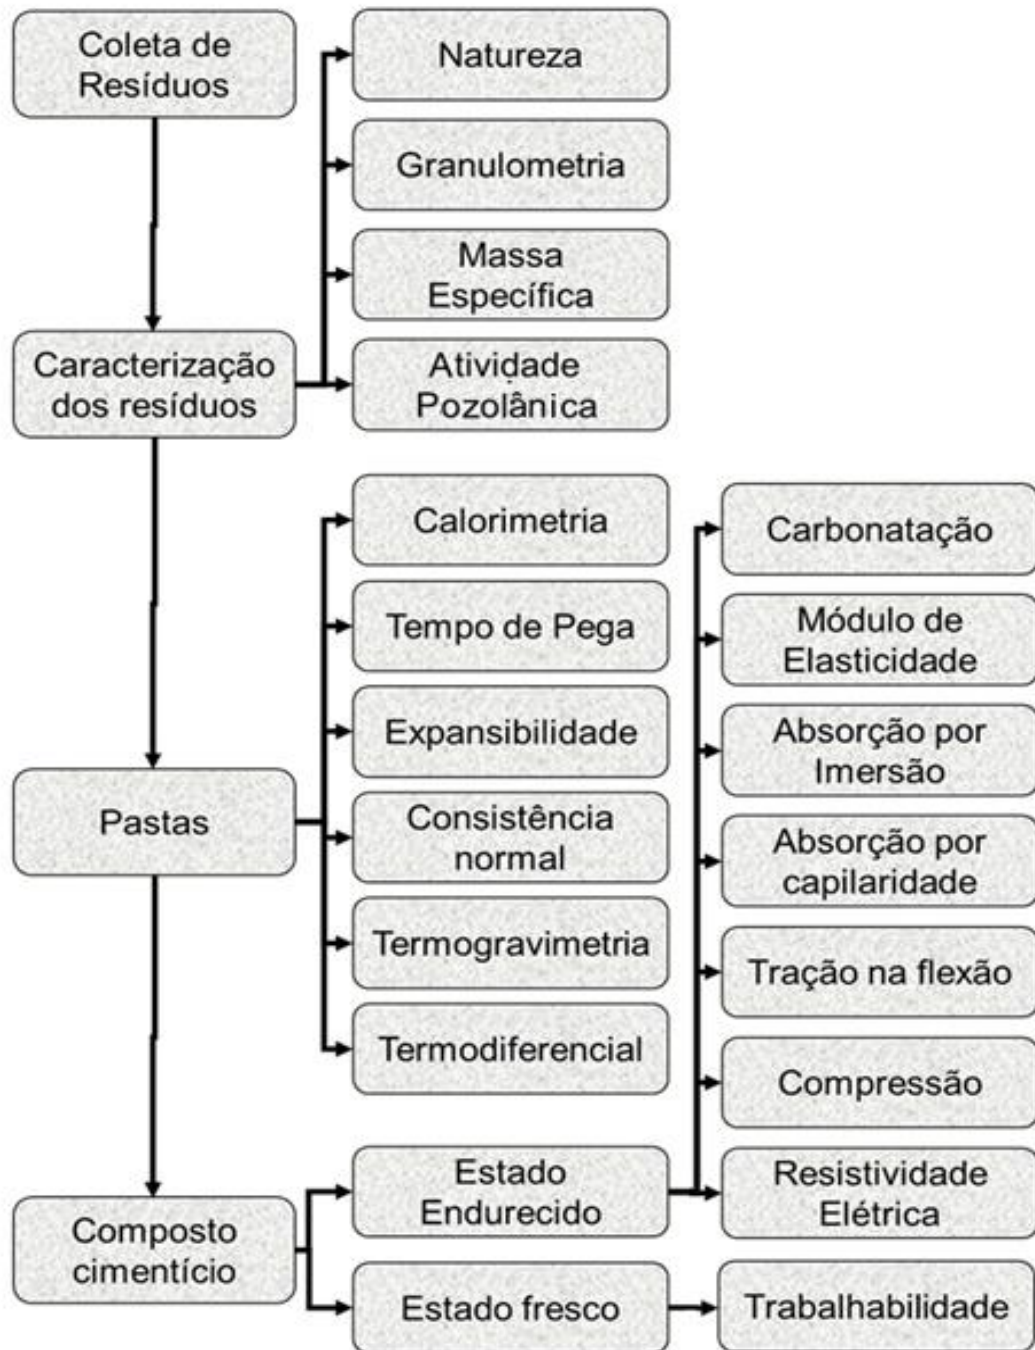 Coleta de
Resíduos
Natureza
Granulometria
Massa
Específica
Caracterização
dos resíduos
Atividade
Pozolânica
Calorimetria
Tempo de Pega
Expansibilidade
Pastas
Consistência
normal
Termogravimetria
Termodiferencial
Carbonatação
Módulo de
Elasticidade
Absorção por
Imersão
Absorção por
capilaridade
Tração na flexão
Compressão
Composto
cimentício
Estado
Endurecido
Resistividade
Elétrica
Estado fresco
Trabalhabilidade